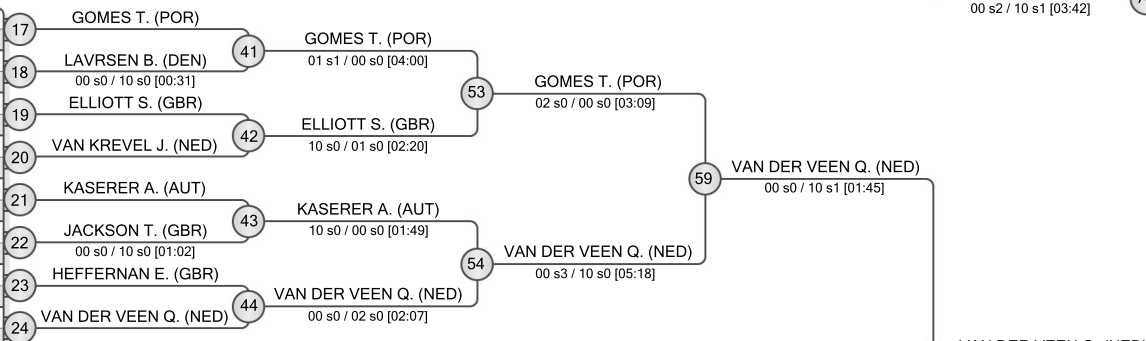 00 s2 / 10 s1 [03:42]
17
GOMES T. (POR)
18
LAVRSEN B. (DEN)
00 s0 / 10 s0 [00:31]
41
GOMES T. (POR)
01 s1 / 00 s0 [04:00]
19
ELLIOTT S. (GBR)
20
VAN KREVEL J. (NED)
42
ELLIOTT S. (GBR)
10 s0 / 01 s0 [02:20]
53
GOMES T. (POR)
02 s0 / 00 s0 [03:09]
21
KASERER A. (AUT)
22
JACKSON T. (GBR)
00 s0 / 10 s0 [01:02]
43
KASERER A. (AUT)
10 s0 / 00 s0 [01:49]
23
HEFFERNAN E. (GBR)
24
VAN DER VEEN Q. (NED)
44
VAN DER VEEN Q. (NED)
00 s0 / 02 s0 [02:07]
54
VAN DER VEEN Q. (NED)
00 s3 / 10 s0 [05:18]
59
VAN DER VEEN Q. (NED)
00 s0 / 10 s1 [01:45]